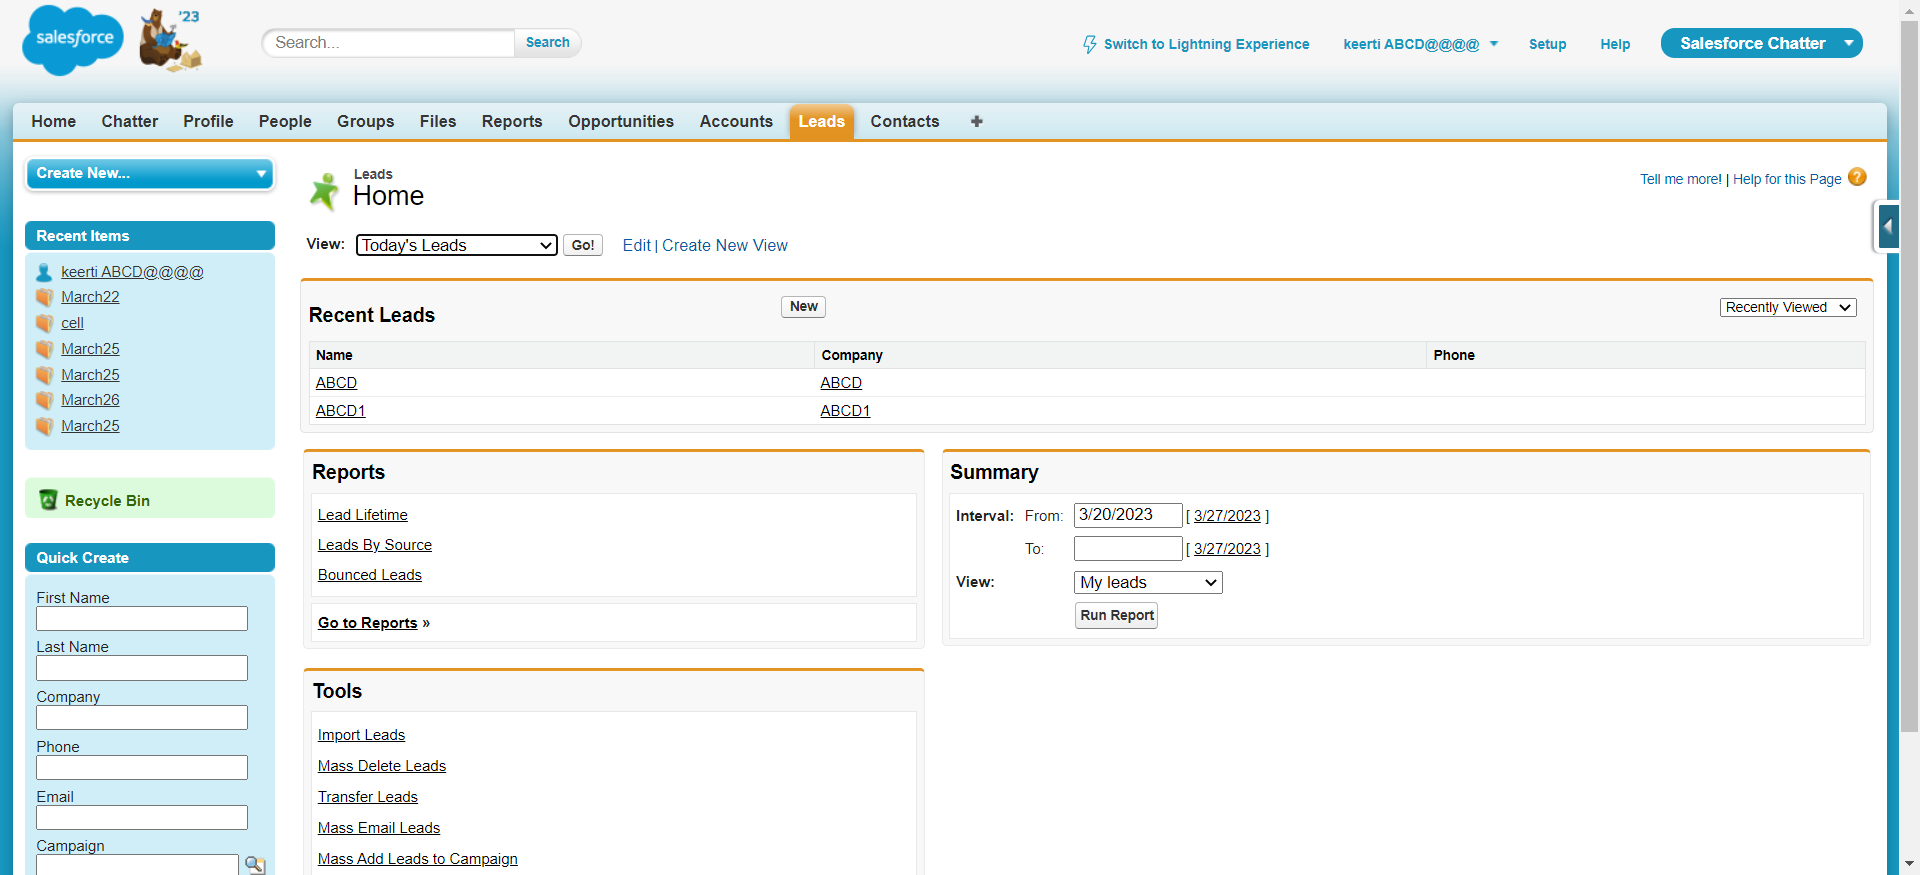 salesforce
'23
Search...
Search
Switch to Lightning Experience
keerti ABCD@@@@
Setup
Help
Salesforce Chatter
Home
Chatter
Profile
People
Groups
Files
Reports
Opportunities
Accounts
Leads
Contacts
+
Create New...
Leads
Home
Tell me more! | Help for this Page
?
View:
Today's Leads
Go!
Edit | Create New View
Recent Items
keerti ABCD@@@@
March22
cell
March25
March25
March26
March25
Recycle Bin
Quick Create
First Name
Last Name
Company
Phone
Email
Campaign
Recent Leads
New
Recently Viewed
Name Company Phone
ABCD ABCD
ABCD1 ABCD1
Reports
Lead Lifetime
Leads By Source
Bounced Leads
Go to Reports »
Summary
Interval: From: 3/20/2023 [ 3/27/2023 ]
To: [ 3/27/2023 ]
View: My leads
Run Report
Tools
Import Leads
Mass Delete Leads
Transfer Leads
Mass Email Leads
Mass Add Leads to Campaign